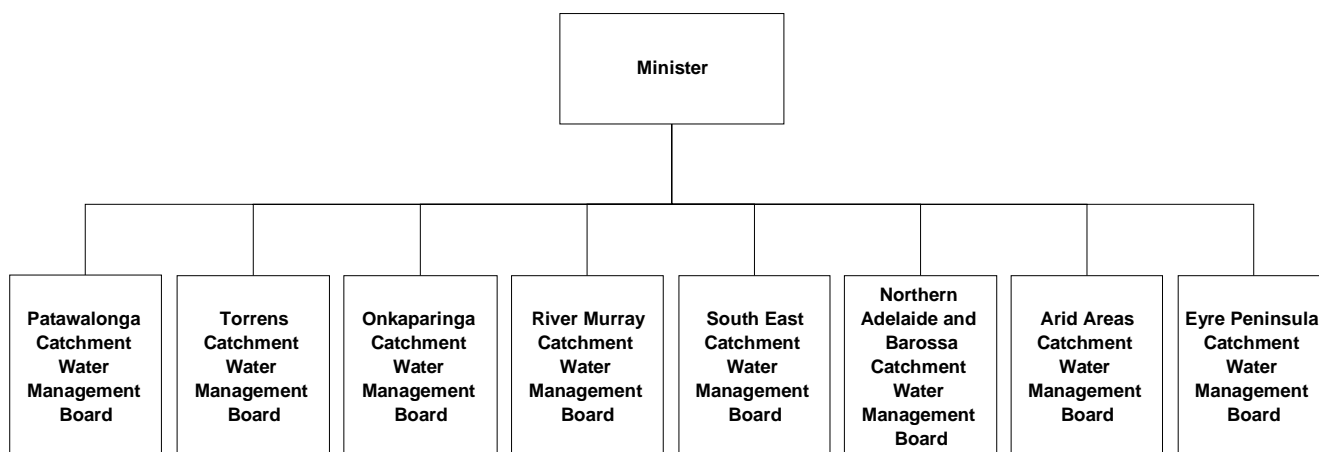 Minister
Patawalonga
Catchment
Water
Management
Board
Torrens
Catchment
Water
Management
Board
Onkaparinga
Catchment
Water
Management
Board
River Murray
Catchment
Water
Management
Board
South East
Catchment
Water
Management
Board
Northern
Adelaide and
Barossa
Catchment
Water
Management
Board
Arid Areas
Catchment
Water
Management
Board
Eyre Peninsula
Catchment
Water
Management
Board